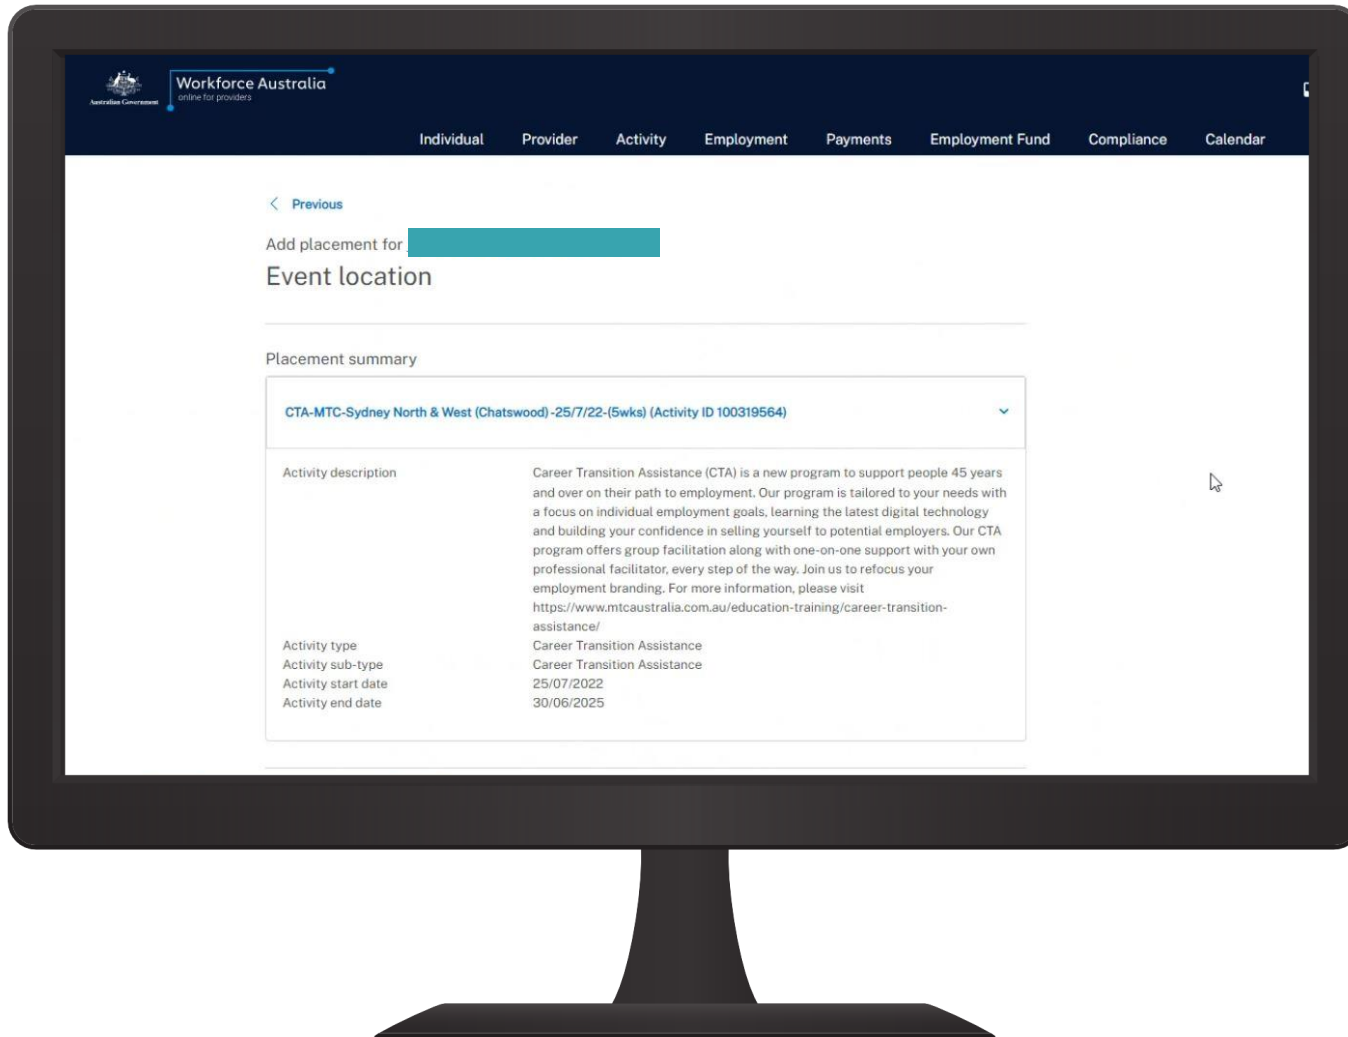 Australian Government
Workforce Australia
online for providers
Individual Provider Activity Employment Payments Employment Fund Compliance Calendar
Previous
Add placement for
Event location
Placement summary
CTA-MTC-Sydney North & West (Chatswood) -25/7/22-(5wks) (Activity ID 100319564)
Activity description Career Transition Assistance (CTA) is a new program to support people 45 years
and over on their path to employment. Our program is tailored to your needs with
a focus on individual employment goals, learning the latest digital technology
and building your confidence in selling yourself to potential employers. Our CTA
program offers group facilitation along with one-on-one support with your own
professional facilitator, every step of the way. Join us to refocus your
employment branding. For more information, please visit
https://www.mtcaustralia.com.au/education-training/career-transition-
assistance/
Activity type Career Transition Assistance
Activity sub-type Career Transition Assistance
Activity start date 25/07/2022
Activity end date 30/06/2025